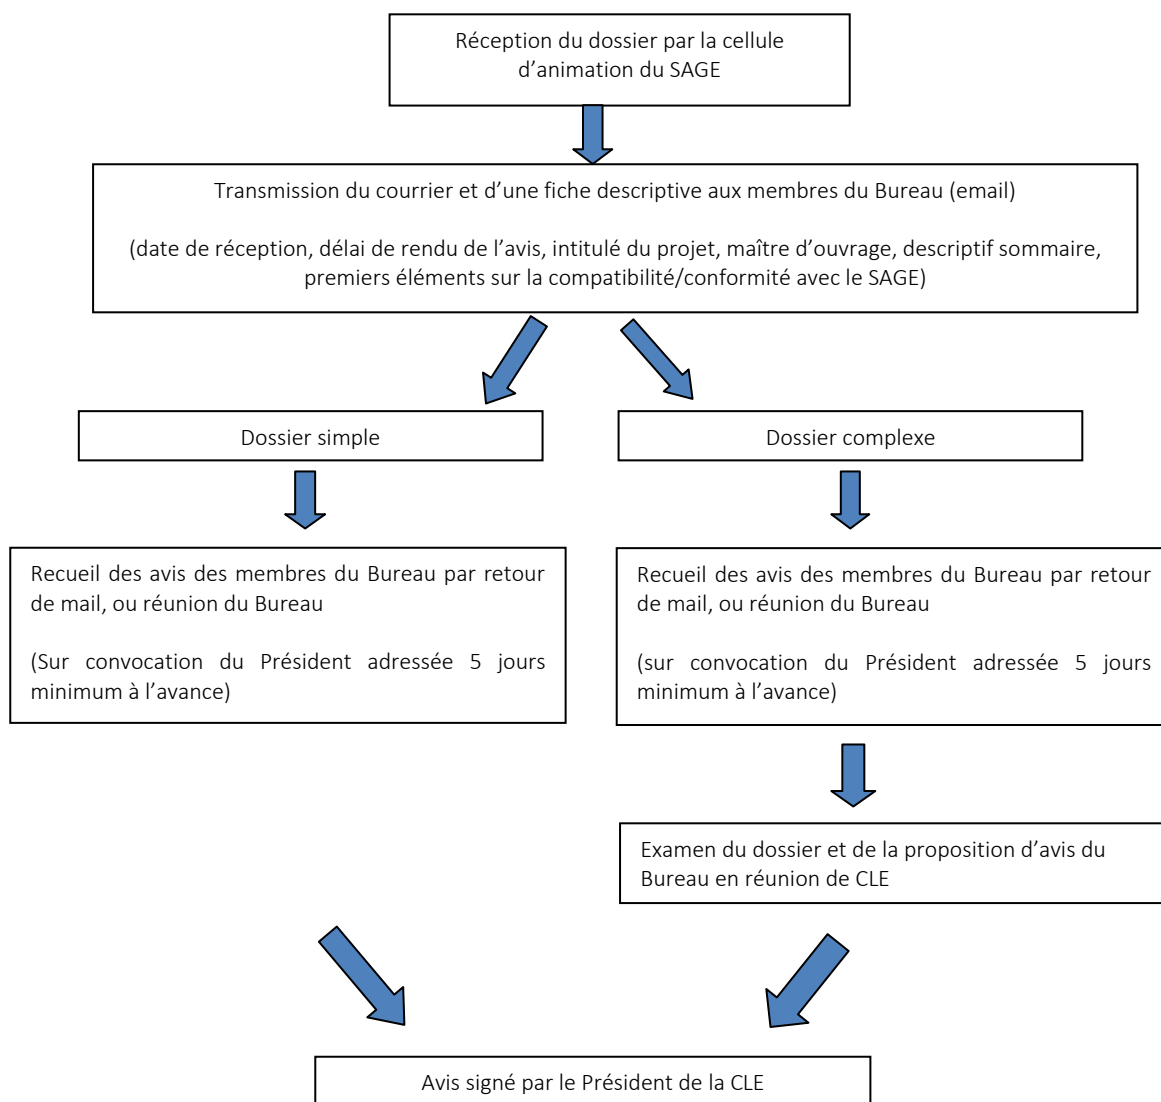 Réception du dossier par la cellule
d’animation du SAGE
Transmission du courrier et d’une fiche descriptive aux membres du Bureau (email)
(date de réception, délai de rendu de l’avis, intitulé du projet, maître d’ouvrage, descriptif sommaire,
premiers éléments sur la compatibilité/conformité avec le SAGE)
Dossier simple
Dossier complexe
Recueil des avis des membres du Bureau par retour
de mail, ou réunion du Bureau
(Sur convocation du Président adressée 5 jours
minimum à l’avance)
Recueil des avis des membres du Bureau par retour
de mail, ou réunion du Bureau
(sur convocation du Président adressée 5 jours
minimum à l’avance)
Examen du dossier et de la proposition d’avis du
Bureau en réunion de CLE
Avis signé par le Président de la CLE